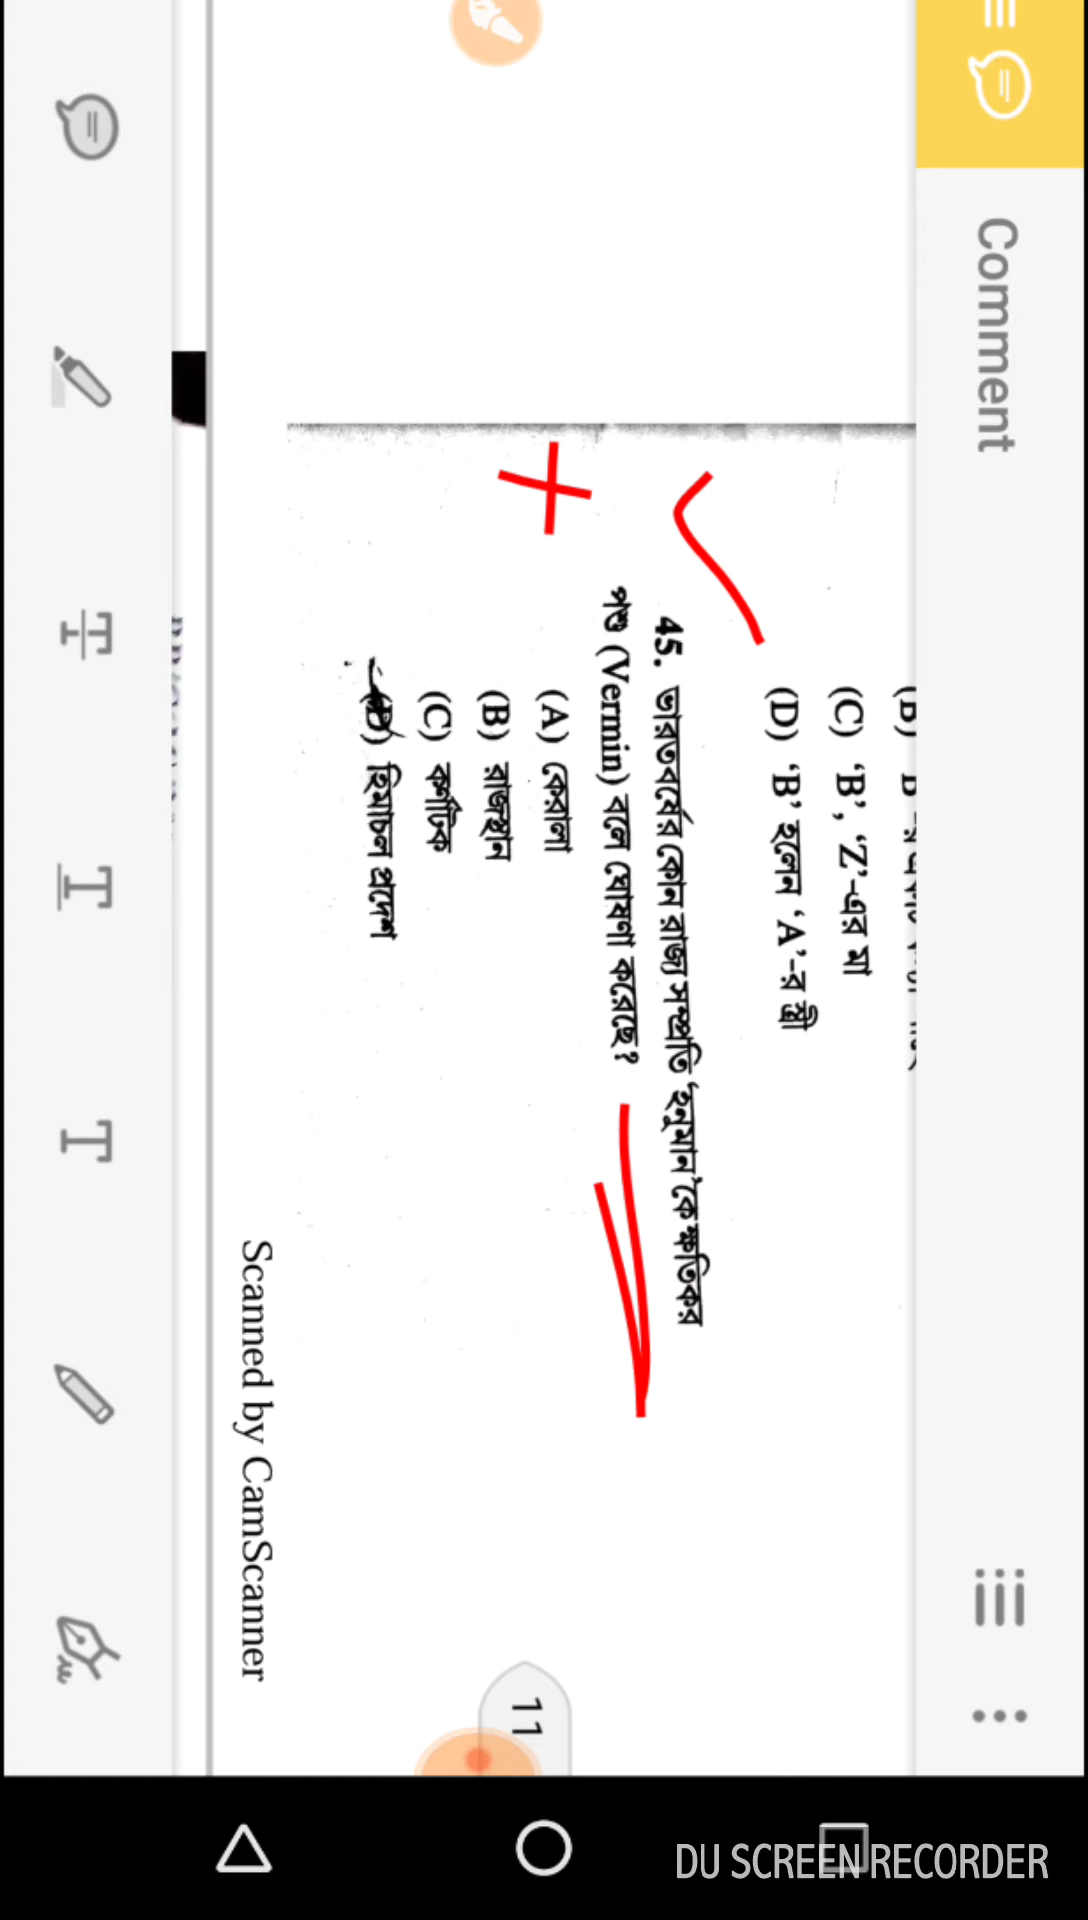 Comment
(C) ‘B’, ‘Z’-এর মা
(D) ‘B’ হলেন ‘A’-র স্ত্রী
45. ভারতবর্ষের কোন রাজ্য সম্প্রতি ‘হনুমান’কে ক্ষতিকর
পশু (Vermin) বলে ঘোষণা করেছে?
(A) কেরালা
(B) রাজস্থান
(C) কর্ণাটক
(D) হিমাচল প্রদেশ
11
Scanned by CamScanner
DU SCREEN RECORDER